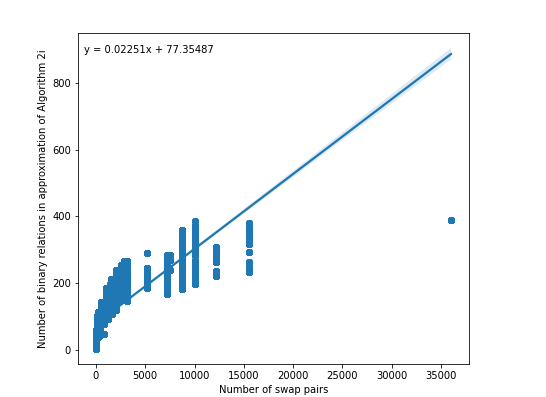 y = 0.02251x + 77.35487
Number of binary relations in approximation of Algorithm 2i
800
600
400
200
0
0 5000 10000 15000 20000 25000 30000 35000
Number of swap pairs